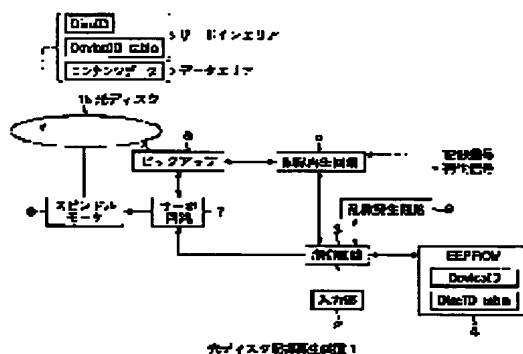 DiscID
DeviceID table
リードインエリア
コンテンツデータ
データエリア
1b 光ディスク
ピックアップ
記録再生回路
記録信号
再生信号
スピンドル
モータ
サーボ
回路
7
乱数発生回路
9
制御回路
EEPROM
DeviceID
DiscID table
入力部
光ディスク記録再生装置1